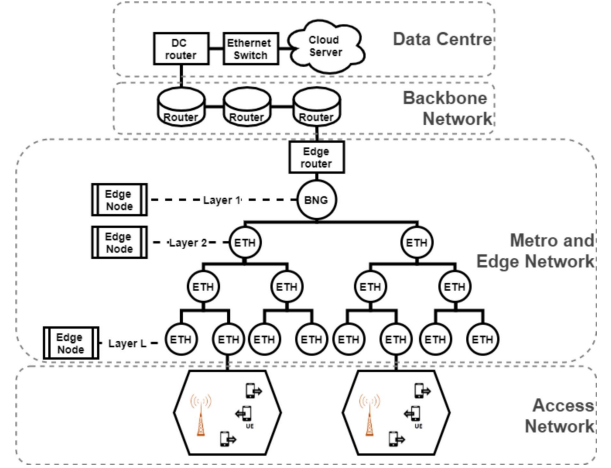 DC
router
Ethernet
Switch
Cloud
Server
Data Centre
Router
Router
Router
Backbone
Network
Edge
router
Edge
Node
Layer 1
BNG
Edge
Node
Layer 2
ETH
ETH
Metro and
Edge Network
ETH
ETH
ETH
ETH
Edge
Node
Layer L
ETH
ETH
ETH
ETH
ETH
ETH
ETH
ETH
UE
UE
Access
Network